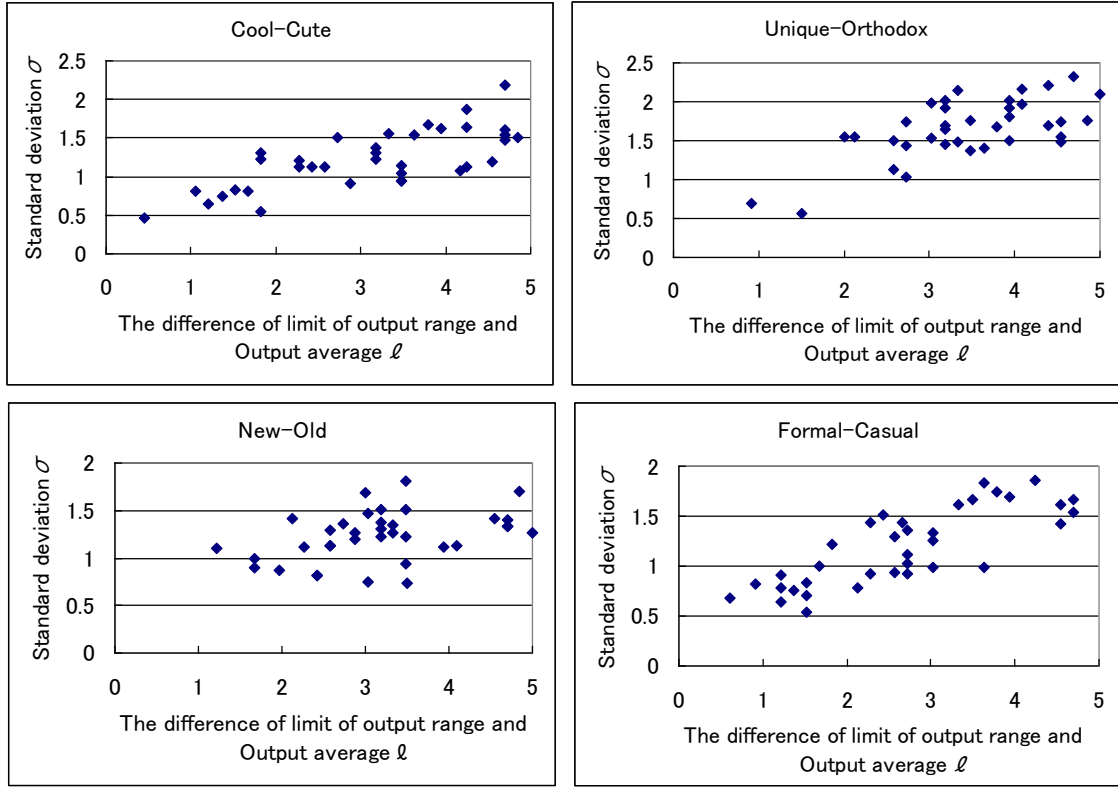 Cool-Cute
Standard deviation σ
2.5
2
1.5
1
0.5
0
0 1 2 3 4 5
The difference of limit of output range and
Output average ℓ
Unique-Orthodox
Standard deviation σ
2.5
2
1.5
1
0.5
0
0 1 2 3 4 5
The difference of limit of output range and
Output average ℓ
New-Old
Standard deviation σ
2
1.5
1
0.5
0
0 1 2 3 4 5
The difference of limit of output range and
Output average ℓ
Formal-Casual
Standard deviation σ
2
1.5
1
0.5
0
0 1 2 3 4 5
The difference of limit of output range and
Output average ℓ